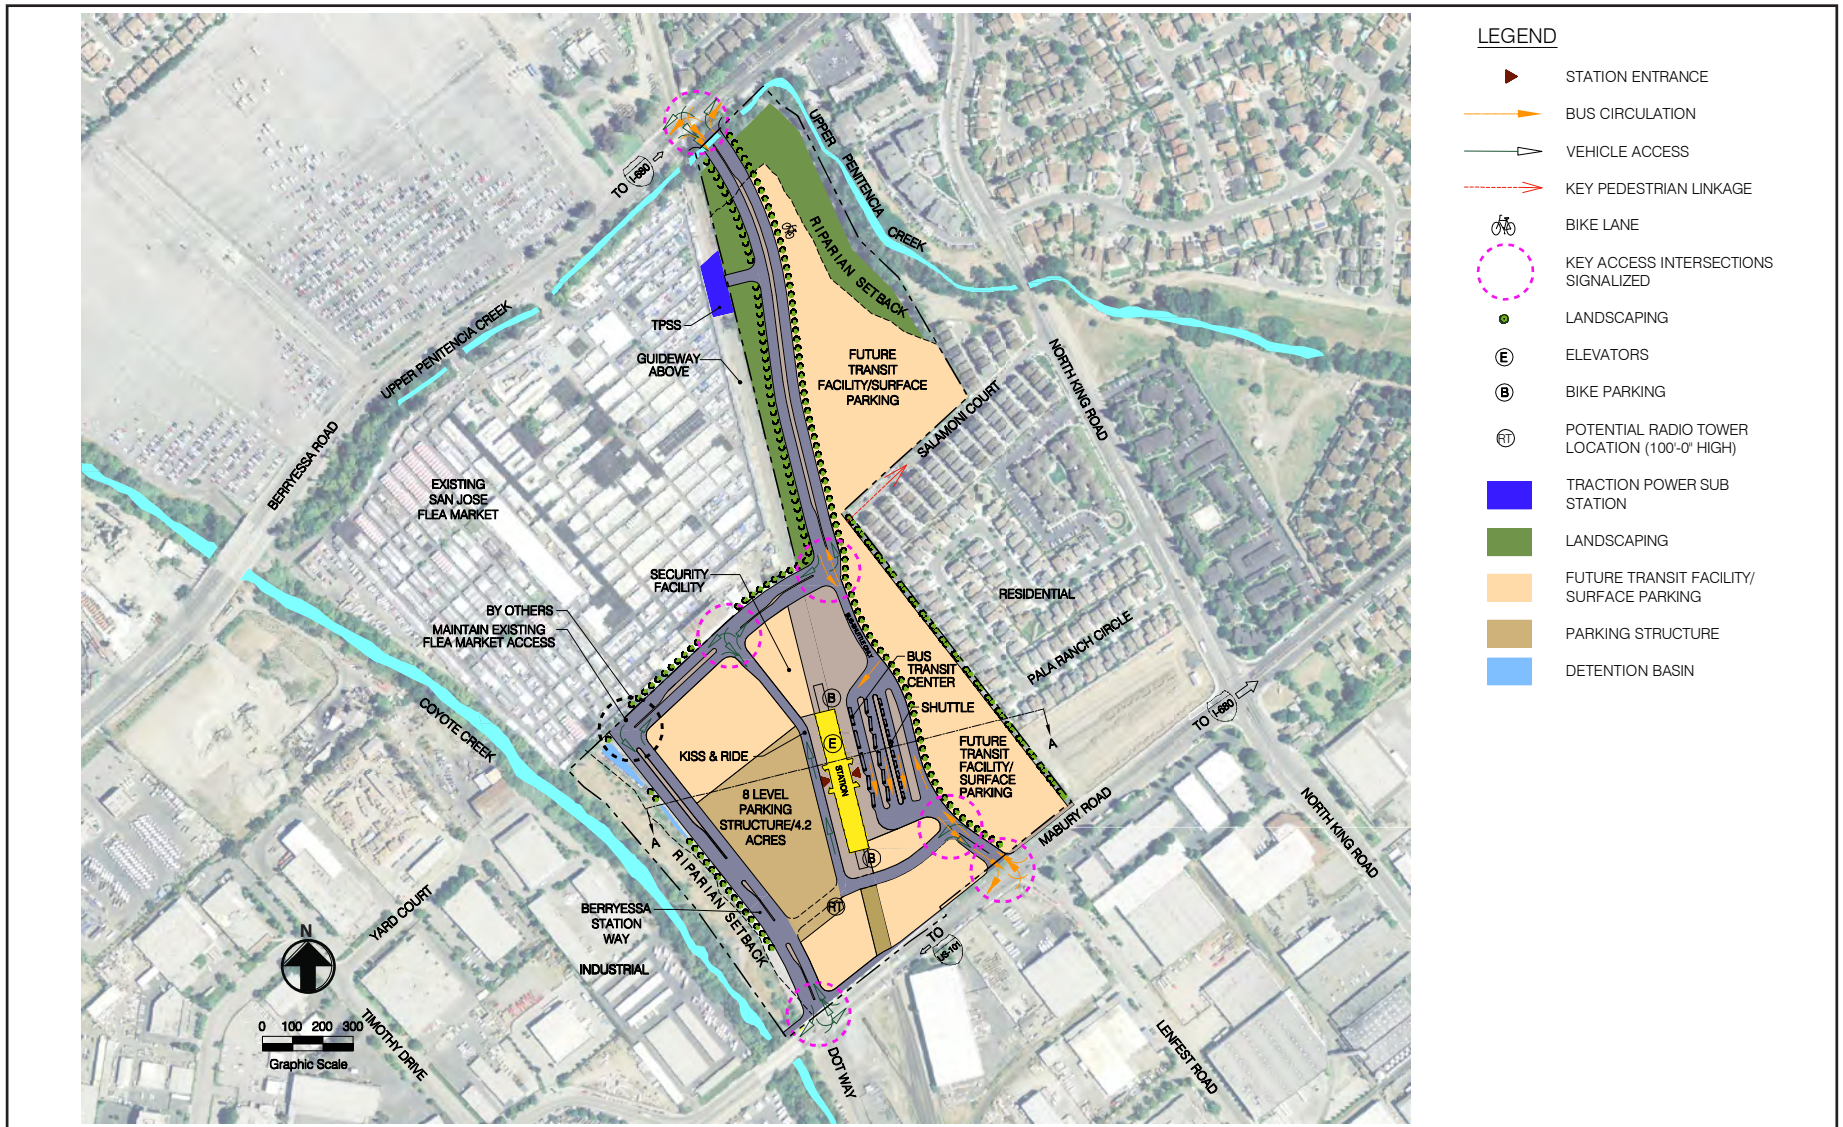 LEGEND
STATION ENTRANCE
BUS CIRCULATION
VEHICLE ACCESS
KEY PEDESTRIAN LINKAGE
BIKE LANE
KEY ACCESS INTERSECTIONS
SIGNALIZED
LANDSCAPING
E
ELEVATORS
B
BIKE PARKING
RT
POTENTIAL RADIO TOWER
LOCATION (100'-0" HIGH)
TRACTION POWER SUB
STATION
LANDSCAPING
FUTURE TRANSIT FACILITY/
SURFACE PARKING
PARKING STRUCTURE
DETENTION BASIN
TO I-680
UPPER PENITENCIA CREEK
RIPARIAN SETBACK
TPSS
GUIDEWAY
ABOVE
UPPER PENITENCIA CREEK
FUTURE
TRANSIT
FACILITY/SURFACE
PARKING
SALAMONI COURT
NORTH KING ROAD
BERRYESSA ROAD
EXISTING
SAN JOSE
FLEA MARKET
SECURITY
FACILITY
BY OTHERS
MAINTAIN EXISTING
FLEA MARKET ACCESS
RESIDENTIAL
PALA RANCH CIRCLE
BUS
TRANSIT
CENTER
SHUTTLE
TO I-680
COYOTE CREEK
KISS & RIDE
B
E
STATION
B
RT
A
A
FUTURE
TRANSIT
FACILITY/
SURFACE
PARKING
8 LEVEL
PARKING
STRUCTURE/4.2
ACRES
MABURY ROAD
NORTH KING ROAD
RIPARIAN SETBACK
BERRYESSA
STATION
WAY
INDUSTRIAL
YARD COURT
TO
US-101
N
0 100 200 300
Graphic Scale
TIMOTHY DRIVE
DOT WAY
LENFEST ROAD